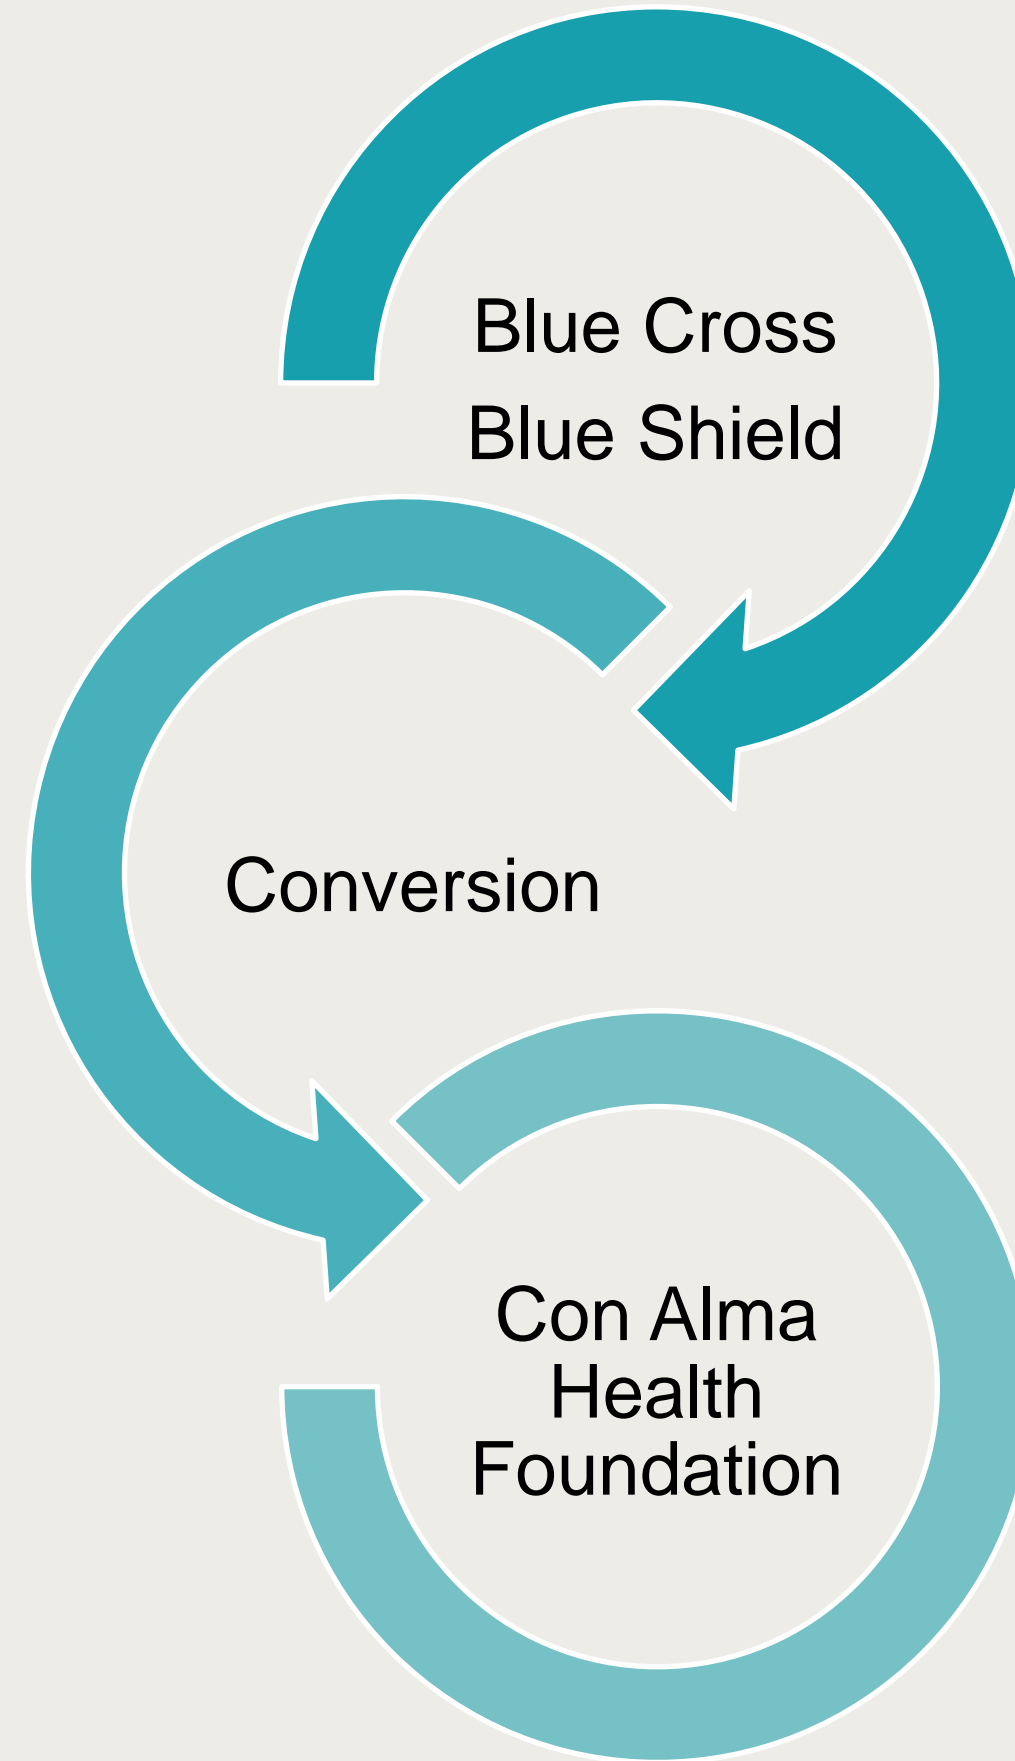 Blue Cross
Blue Shield
Conversion
Con Alma
Health
Foundation